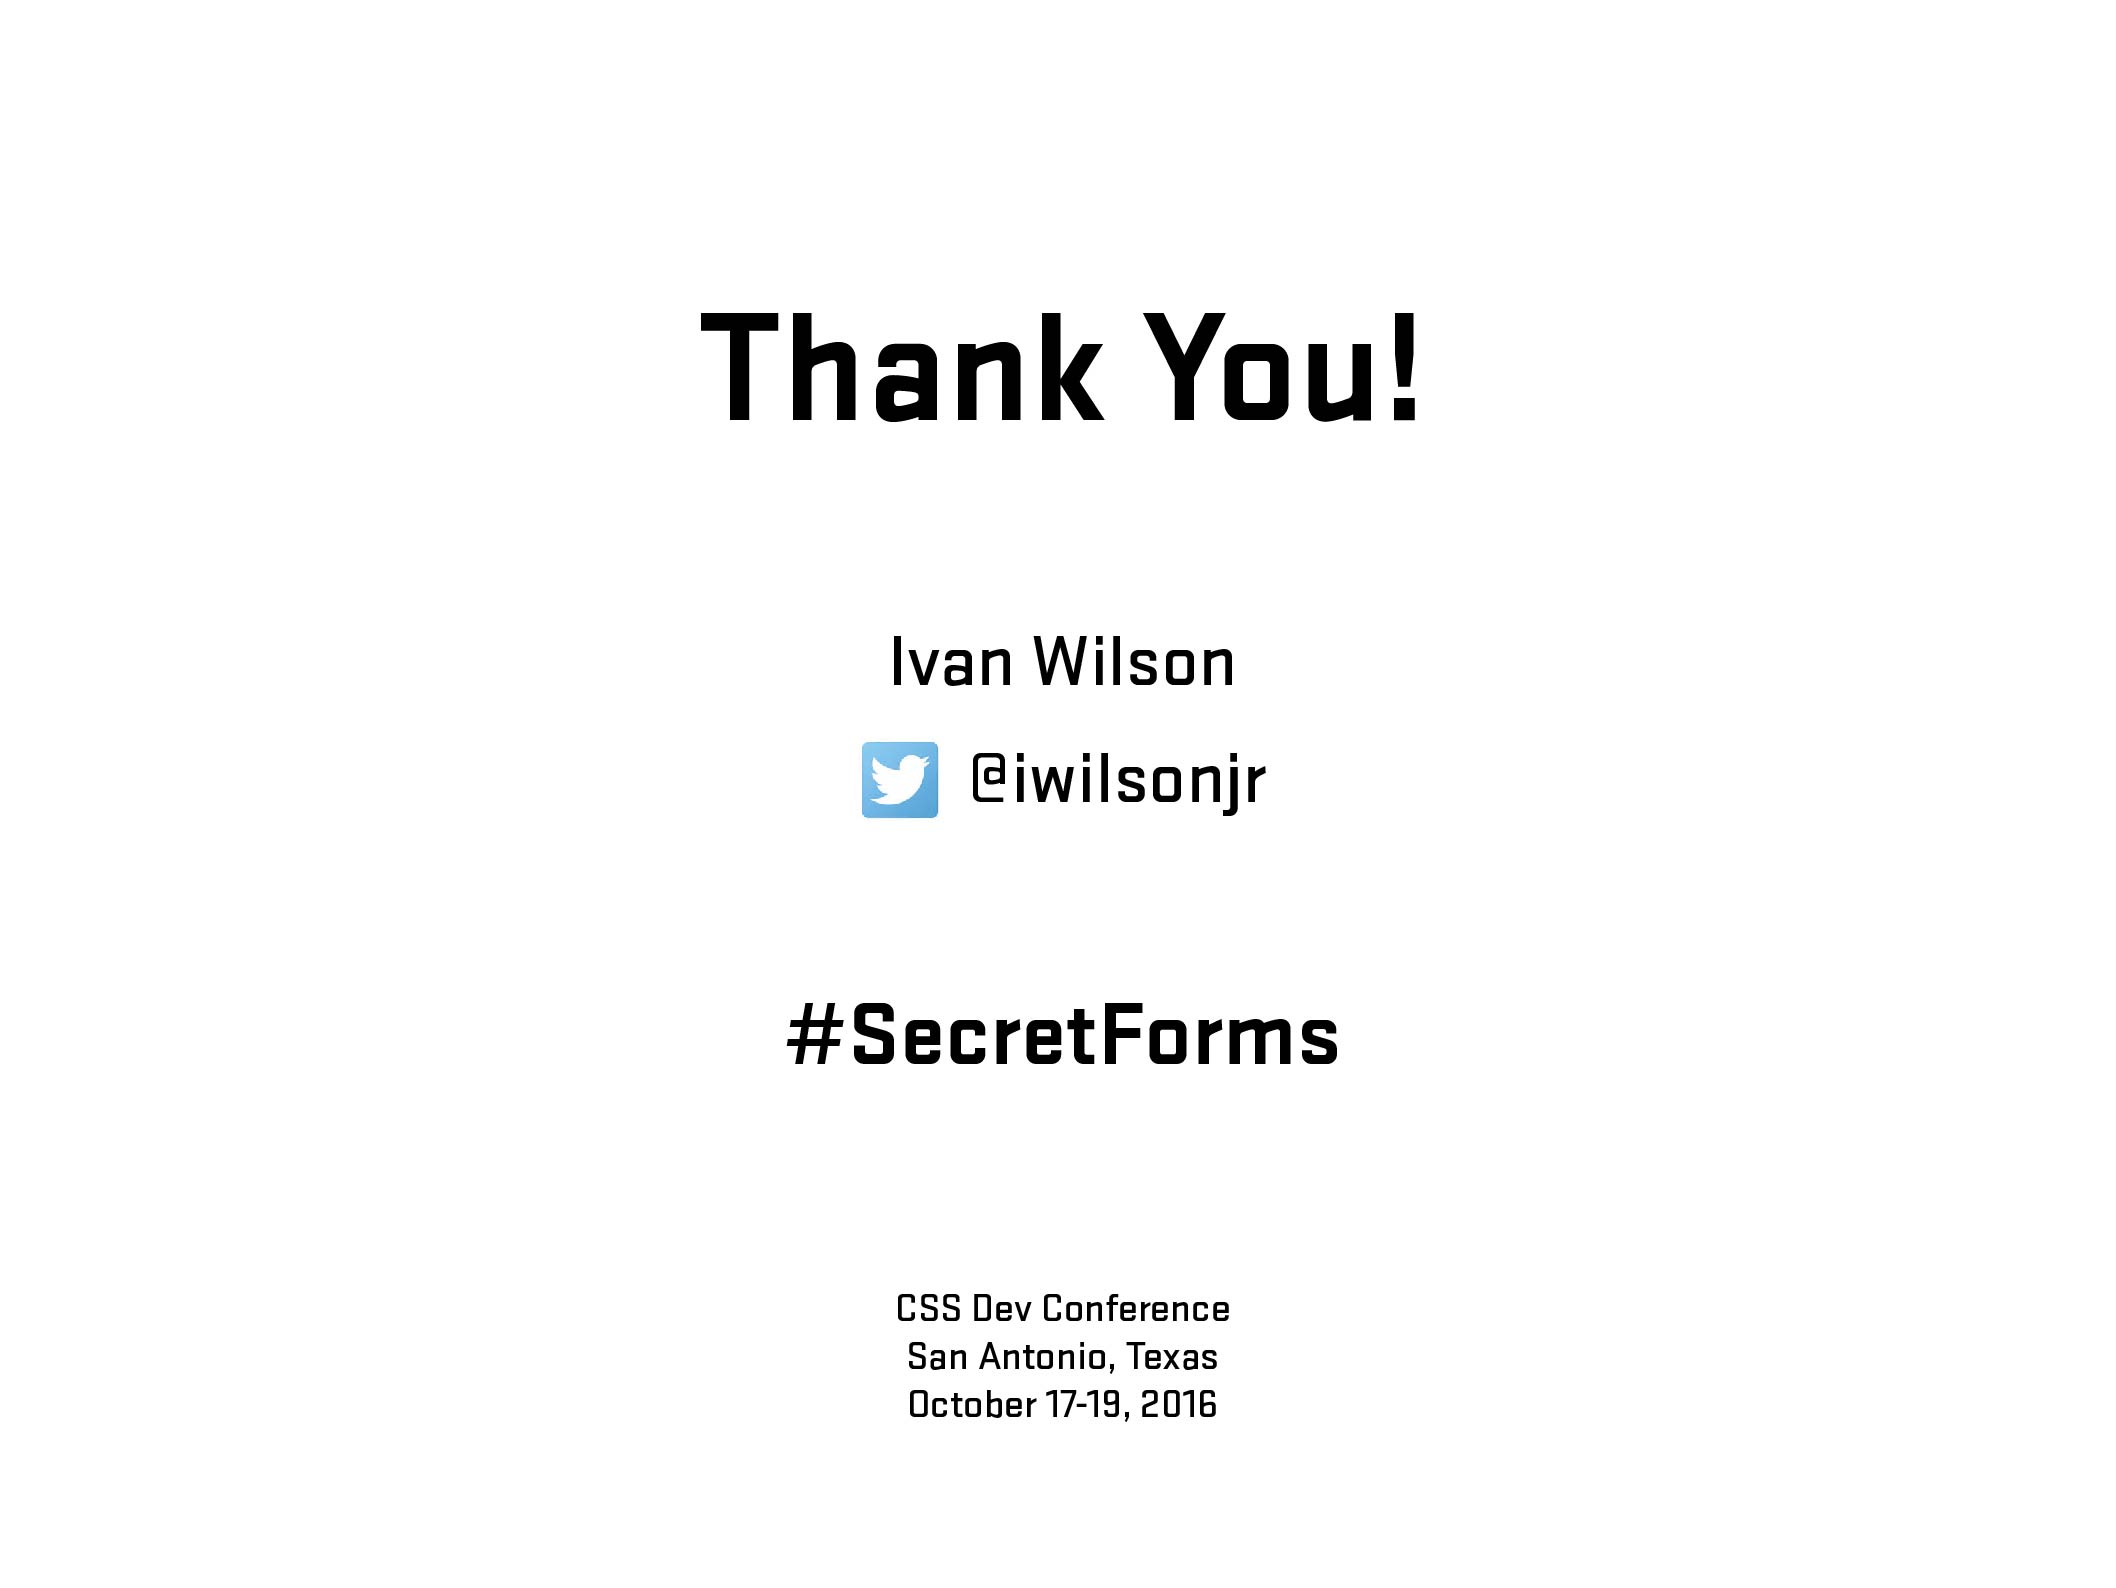 Thank You!
Ivan Wilson
@iwilsonjr
#SecretForms
CSS Dev Conference
San Antonio, Texas
October 17-19, 2016